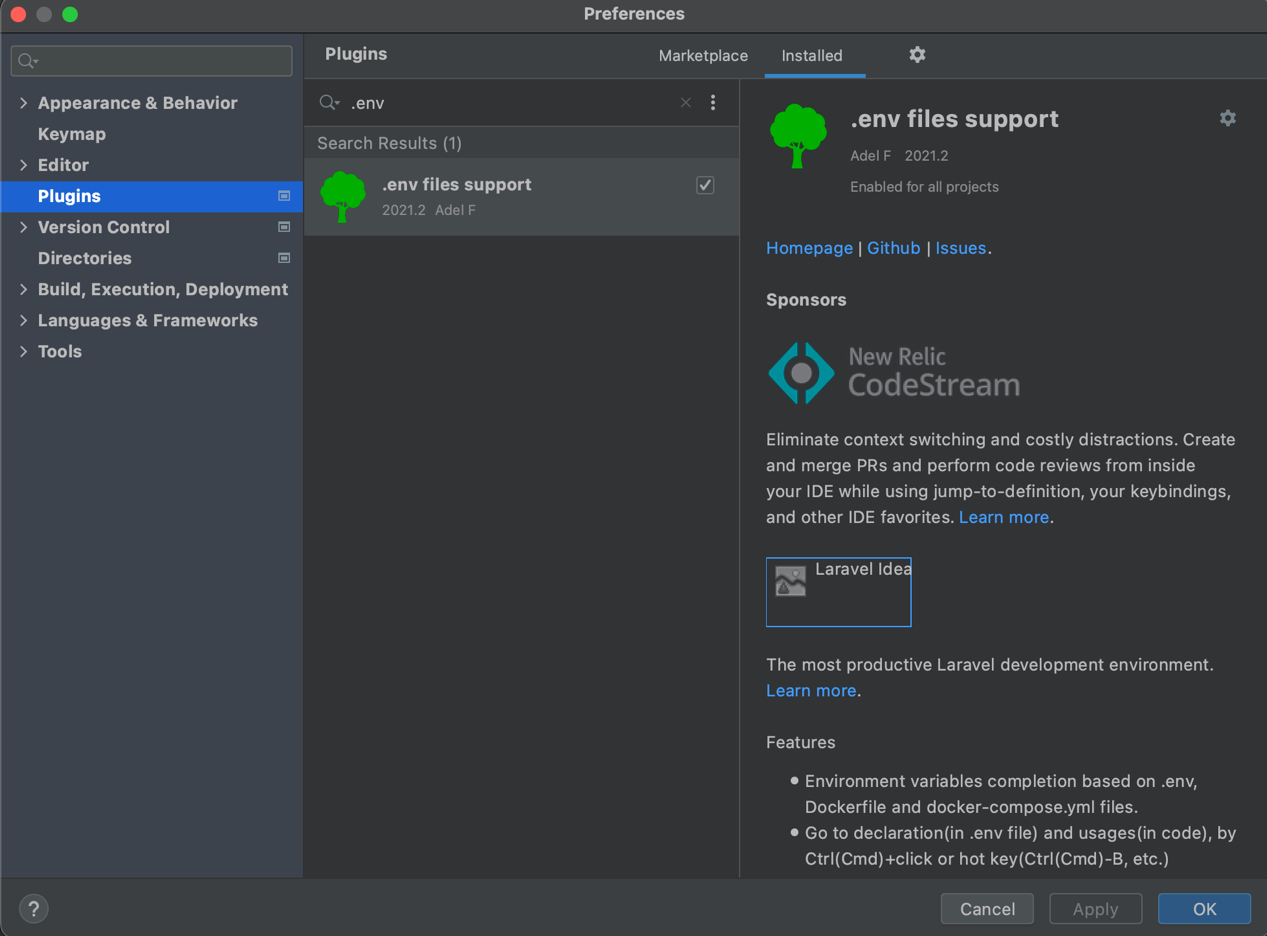 Preferences
Plugins
Marketplace
Installed
Appearance & Behavior
Keymap
Editor
Plugins
Version Control
Directories
Build, Execution, Deployment
Languages & Frameworks
Tools
.env
Search Results (1)
.env files support
2021.2 Adel F
.env files support
Adel F 2021.2
Enabled for all projects
Homepage | Github | Issues.
Sponsors
New Relic
CodeStream
Eliminate context switching and costly distractions. Create
and merge PRs and perform code reviews from inside
your IDE while using jump-to-definition, your keybindings,
and other IDE favorites. Learn more.
Laravel Idea
The most productive Laravel development environment.
Learn more.
Features
● Environment variables completion based on .env,
Dockerfile and docker-compose.yml files.
● Go to declaration(in .env file) and usages(in code), by
Ctrl(Cmd)+click or hot key(Ctrl(Cmd)-B, etc.)
?
Cancel
Apply
OK